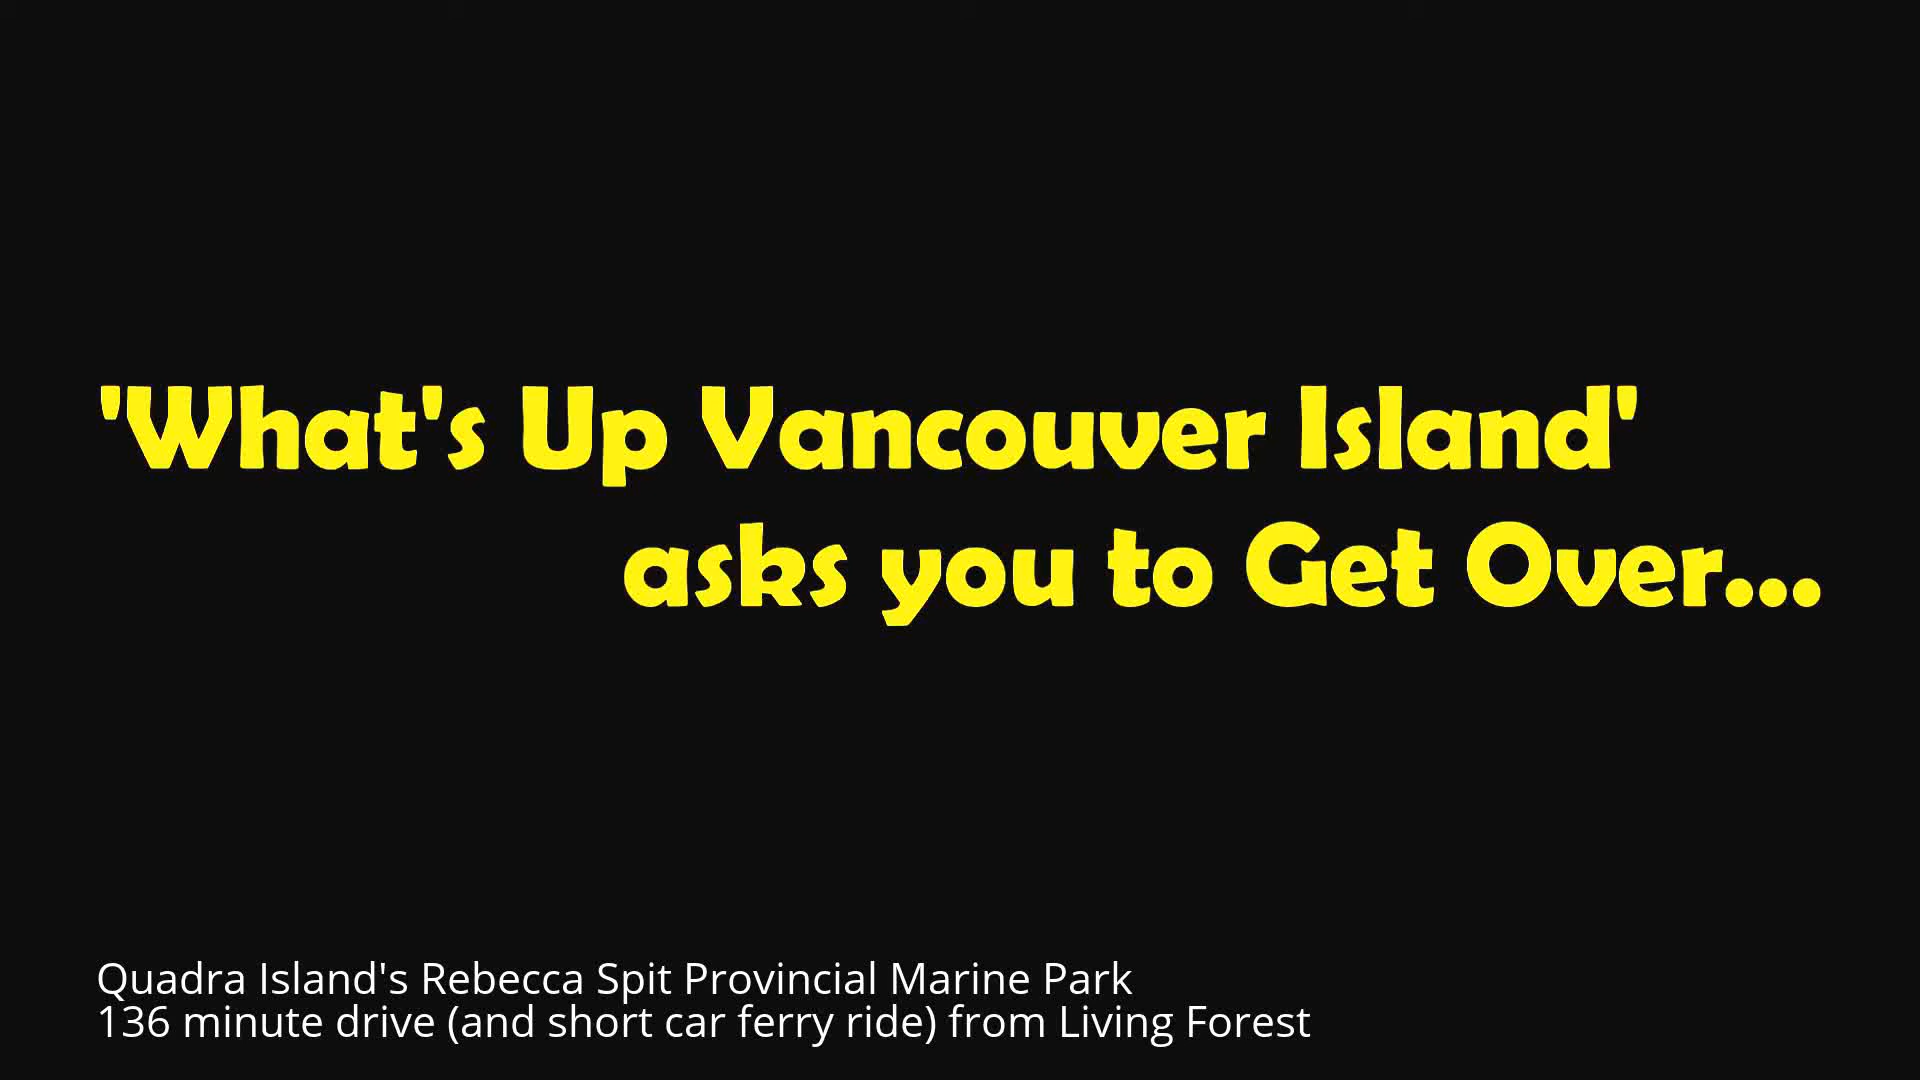 'What's Up Vancouver Island'
asks you to Get Over...
Quadra Island's Rebecca Spit Provincial Marine Park
136 minute drive (and short car ferry ride) from Living Forest